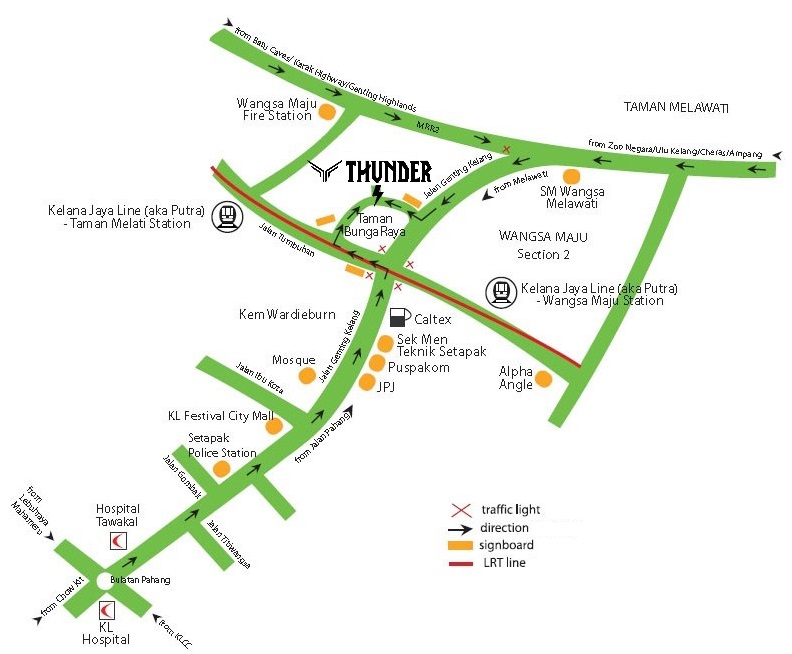 from Batu Caves/ Karak Highway/Genting Highlands
TAMAN MELAWATI
Wangsa Maju
Fire Station
MRR2
from Zoo Negara/Ulu Kelang/Cheras/Ampang
THUNDER
Jalan Genting Kelang
from Melawati
SM Wangsa
Melawati
Kelana Jaya Line (aka Putra)
- Taman Melati Station
Taman
Bunga Raya
Jalan Tumbuhan
WANGSA MAJU
Section 2
Kelana Jaya Line (aka Putra)
- Wangsa Maju Station
Kem Wardieburn
Caltex
Jalan Genting Kelang
Sek Men
Teknik Setapak
Mosque
Puspakom
Jalan Ibu Kota
JPJ
Alpha
Angle
KL Festival City Mall
from Jalan Pahang
Setapak
Police Station
Jalan Gombak
from
Lebuhraya
Mahameru
Hospital
Tawakal
Jalan Titiwangsa
traffic light
direction
signboard
LRT line
Bulatan Pahang
from Chow Kit
KL
Hospital
from KLCC